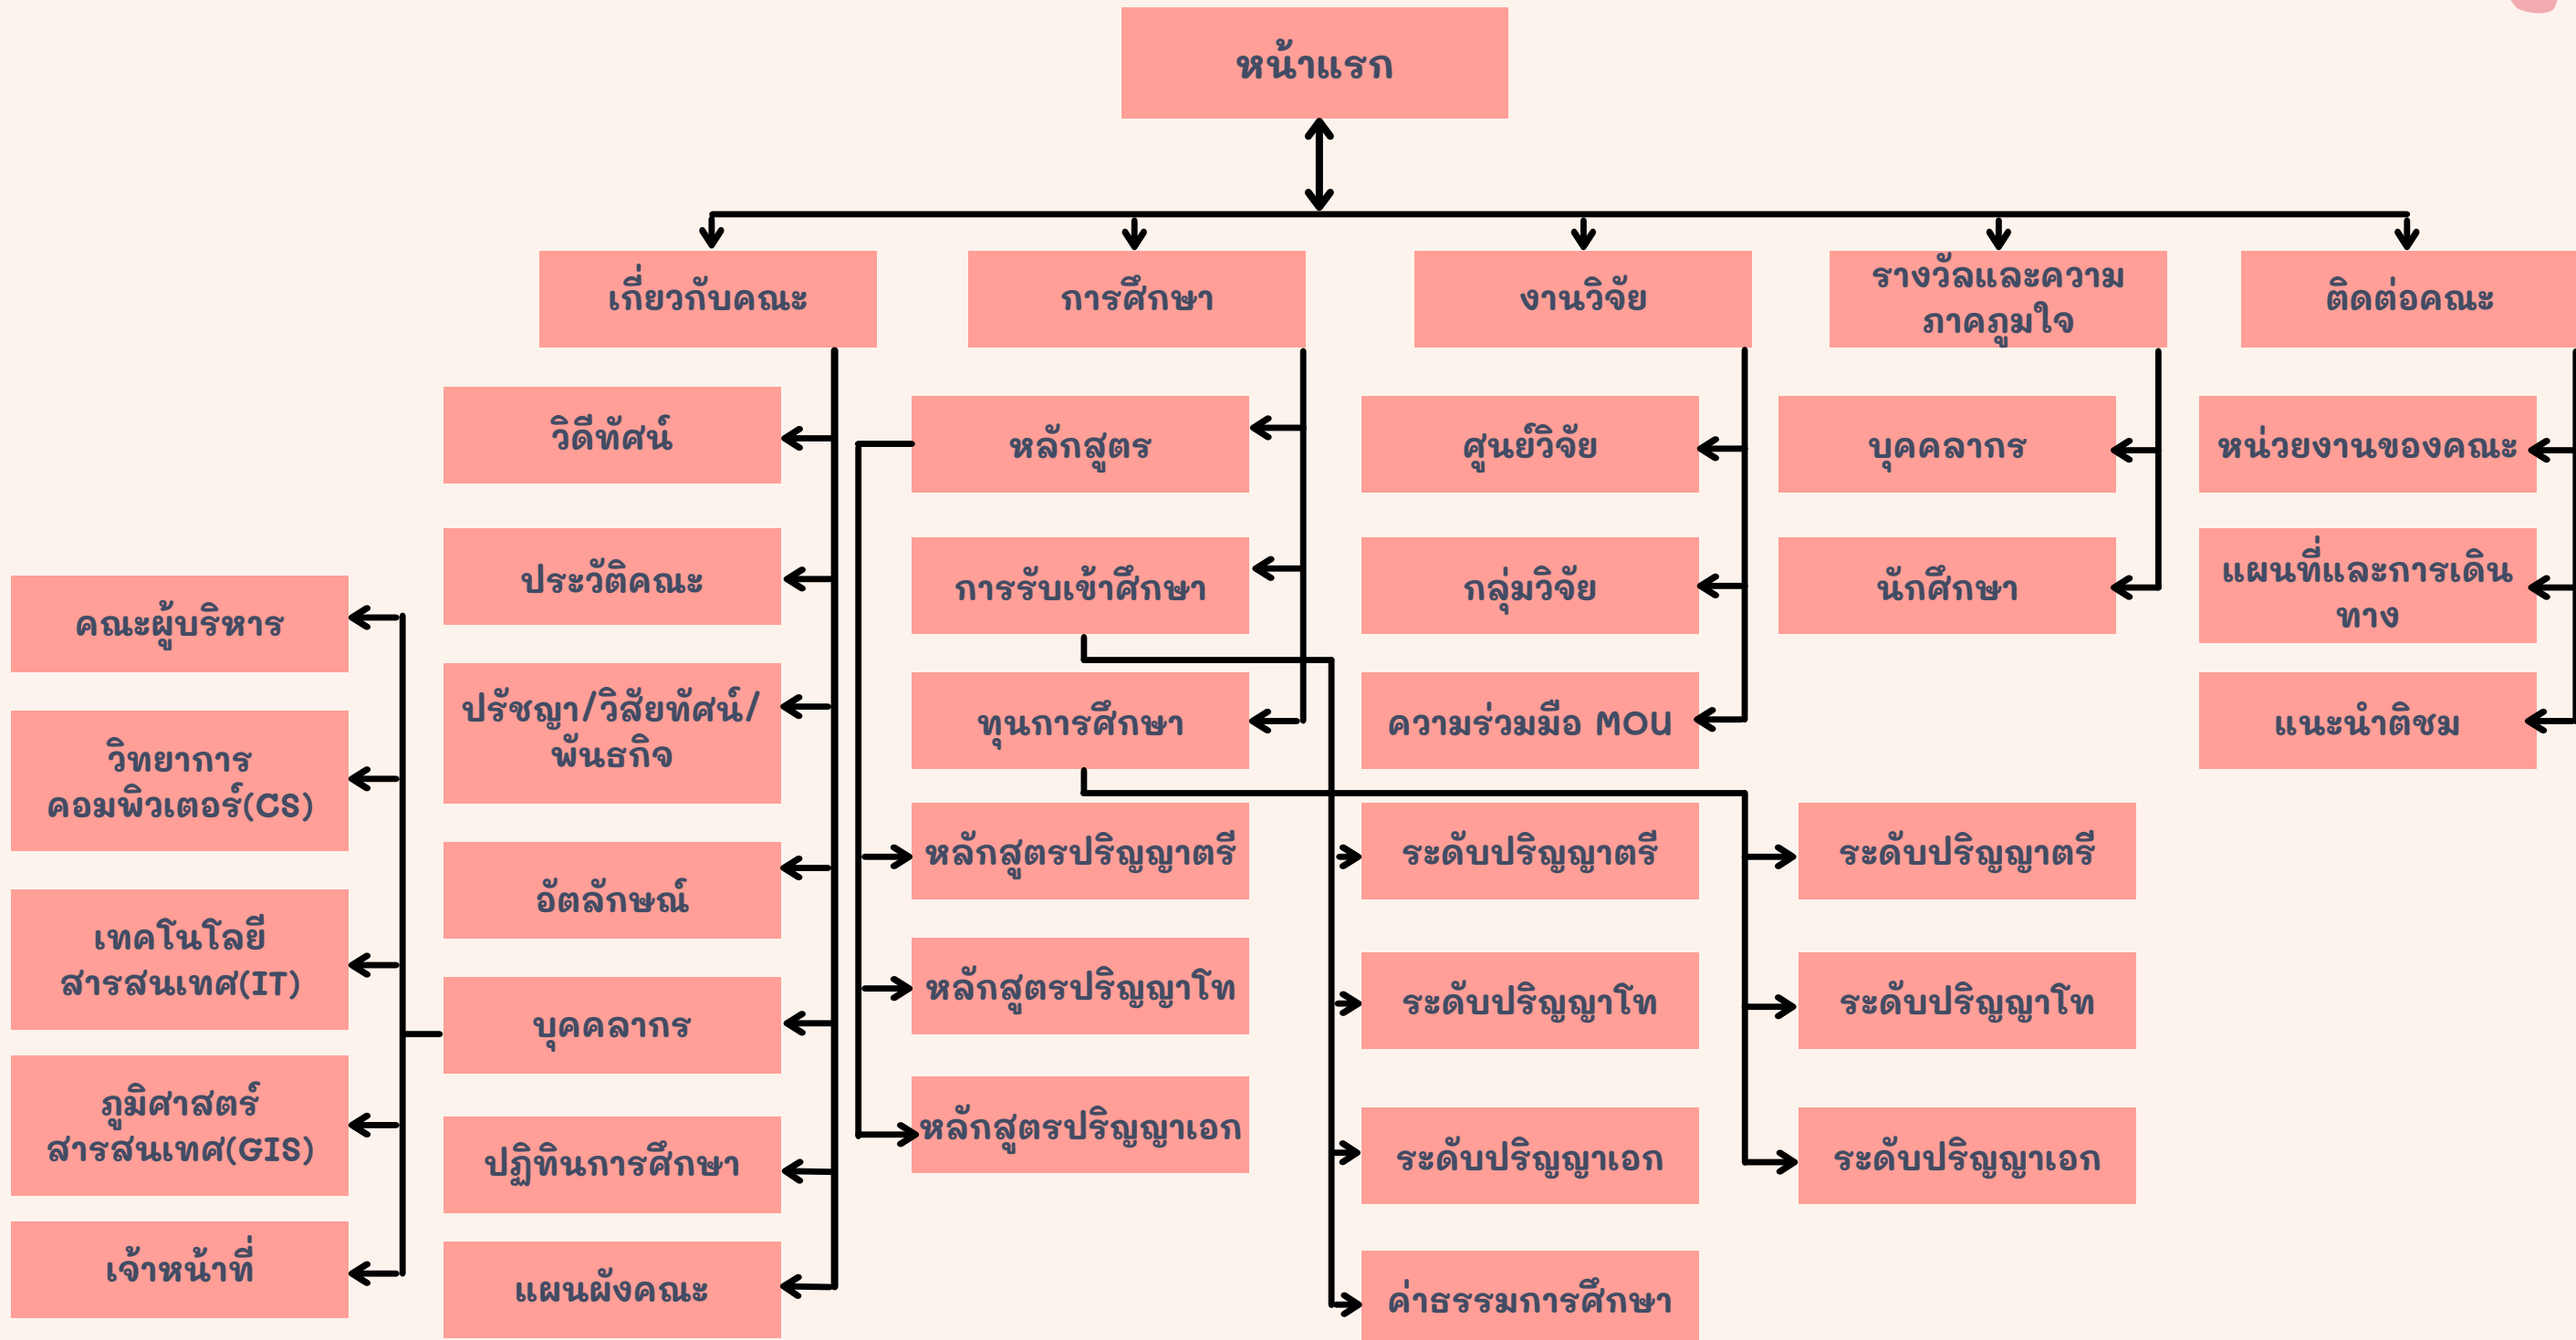 หน้าแรก
เกี่ยวกับคณะ
การศึกษา
งานวิจัย
รางวัลและความ
ภาคภูมใจ
ติดต่อคณะ
วิดีทัศน์
ประวัติคณะ
ปรัชญา/วิสัยทัศน์/
พันธกิจ
อัตลักษณ์
บุคคลากร
ปฏิทินการศึกษา
แผนผังคณะ
คณะผู้บริหาร
วิทยาการ
คอมพิวเตอร์(CS)
เทคโนโลยี
สารสนเทศ(IT)
ภูมิศาสตร์
สารสนเทศ(GIS)
เจ้าหน้าที่
หลักสูตร
การรับเข้าศึกษา
ทุนการศึกษา
หลักสูตรปริญญาตรี
หลักสูตรปริญญาโท
หลักสูตรปริญญาเอก
ศูนย์วิจัย
กลุ่มวิจัย
ความร่วมมือ MOU
ระดับปริญญาตรี
ระดับปริญญาโท
ระดับปริญญาเอก
ค่าธรรมการศึกษา
บุคคลากร
นักศึกษา
ระดับปริญญาตรี
ระดับปริญญาโท
ระดับปริญญาเอก
หน่วยงานของคณะ
แผนที่และการเดิน
ทาง
แนะนำติชม